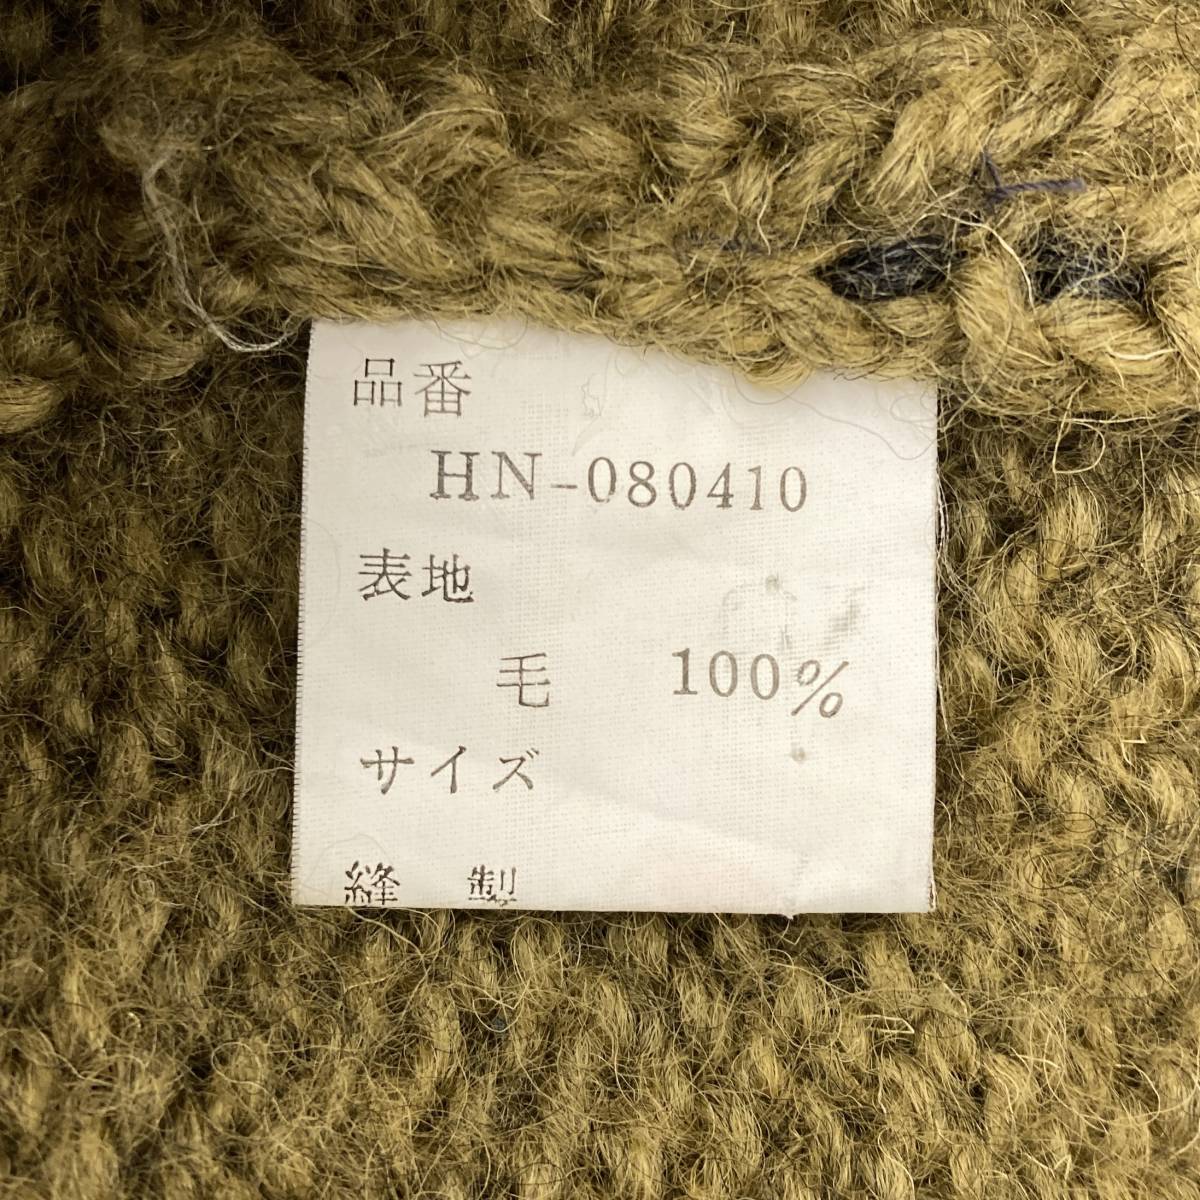 品番
HN-080410
表地
毛 100%
サイズ
縫製